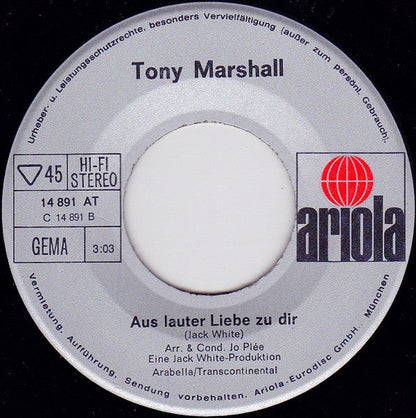 Urheber- u. Leistungsschutzrechte, besonders Vervielfältigung (außer zum persönl. Gebrauch),
Tony Marshall
45
HI-FI
STEREO
14 891 AT
C 14 891 B
GEMA
3:03
ariola
Aus lauter Liebe zu dir
(Jack White)
Arr. & Cond. Jo Plée
Eine Jack White-Produktion
Arabella/Transcontinental
Vermietung, Aufführung, Sendung vorbehalten. Ariola-Eurodisc GmbH. München